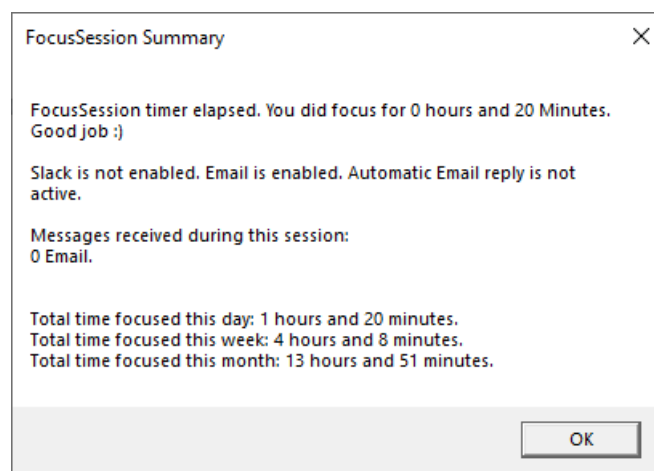 FocusSession Summary
FocusSession timer elapsed. You did focus for 0 hours and 20 Minutes.
Good job :)
Slack is not enabled. Email is enabled. Automatic Email reply is not
active.
Messages received during this session:
0 Email.
Total time focused this day: 1 hours and 20 minutes.
Total time focused this week: 4 hours and 8 minutes.
Total time focused this month: 13 hours and 51 minutes.
OK